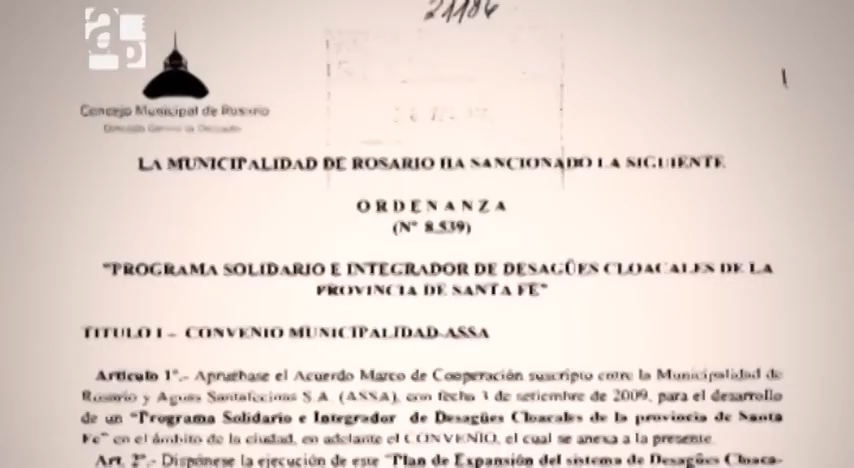 21186
ap
Concejo Municipal de Rosario
LA MUNICIPALIDAD DE ROSARIO HA SANCIONADO LA SIGUIENTE
ORDENANZA
(Nº 8.539)
"PROGRAMA SOLIDARIO E INTEGRADOR DE DESAGÜES CLOACALES DE LA
PROVINCIA DE SANTA FE"
TITULO I – CONVENIO MUNICIPALIDAD-ASSA
Artículo 1º.- Apruébase el Acuerdo Marco de Cooperación suscripto entre la Municipalidad de
Rosario y Aguas Santafecinas S.A. (ASSA), con fecha 3 de setiembre de 2009, para el desarrollo
de un "Programa Solidario e Integrador de Desagües Cloacales de la provincia de Santa
Fe" en el ámbito de la ciudad, en adelante el CONVENIO, el cual se anexa a la presente.
Art. 2º.- Dispónese la ejecución de este "Plan de Expansión del sistema de Desagües Cloaca-